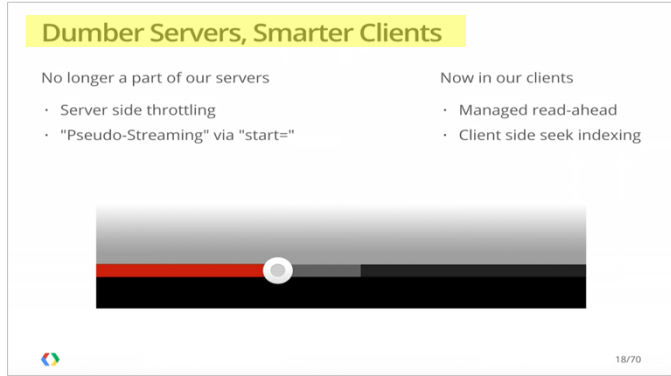 Dumber Servers, Smarter Clients
No longer a part of our servers
· Server side throttling
· "Pseudo-Streaming" via "start="
Now in our clients
· Managed read-ahead
· Client side seek indexing
18/70